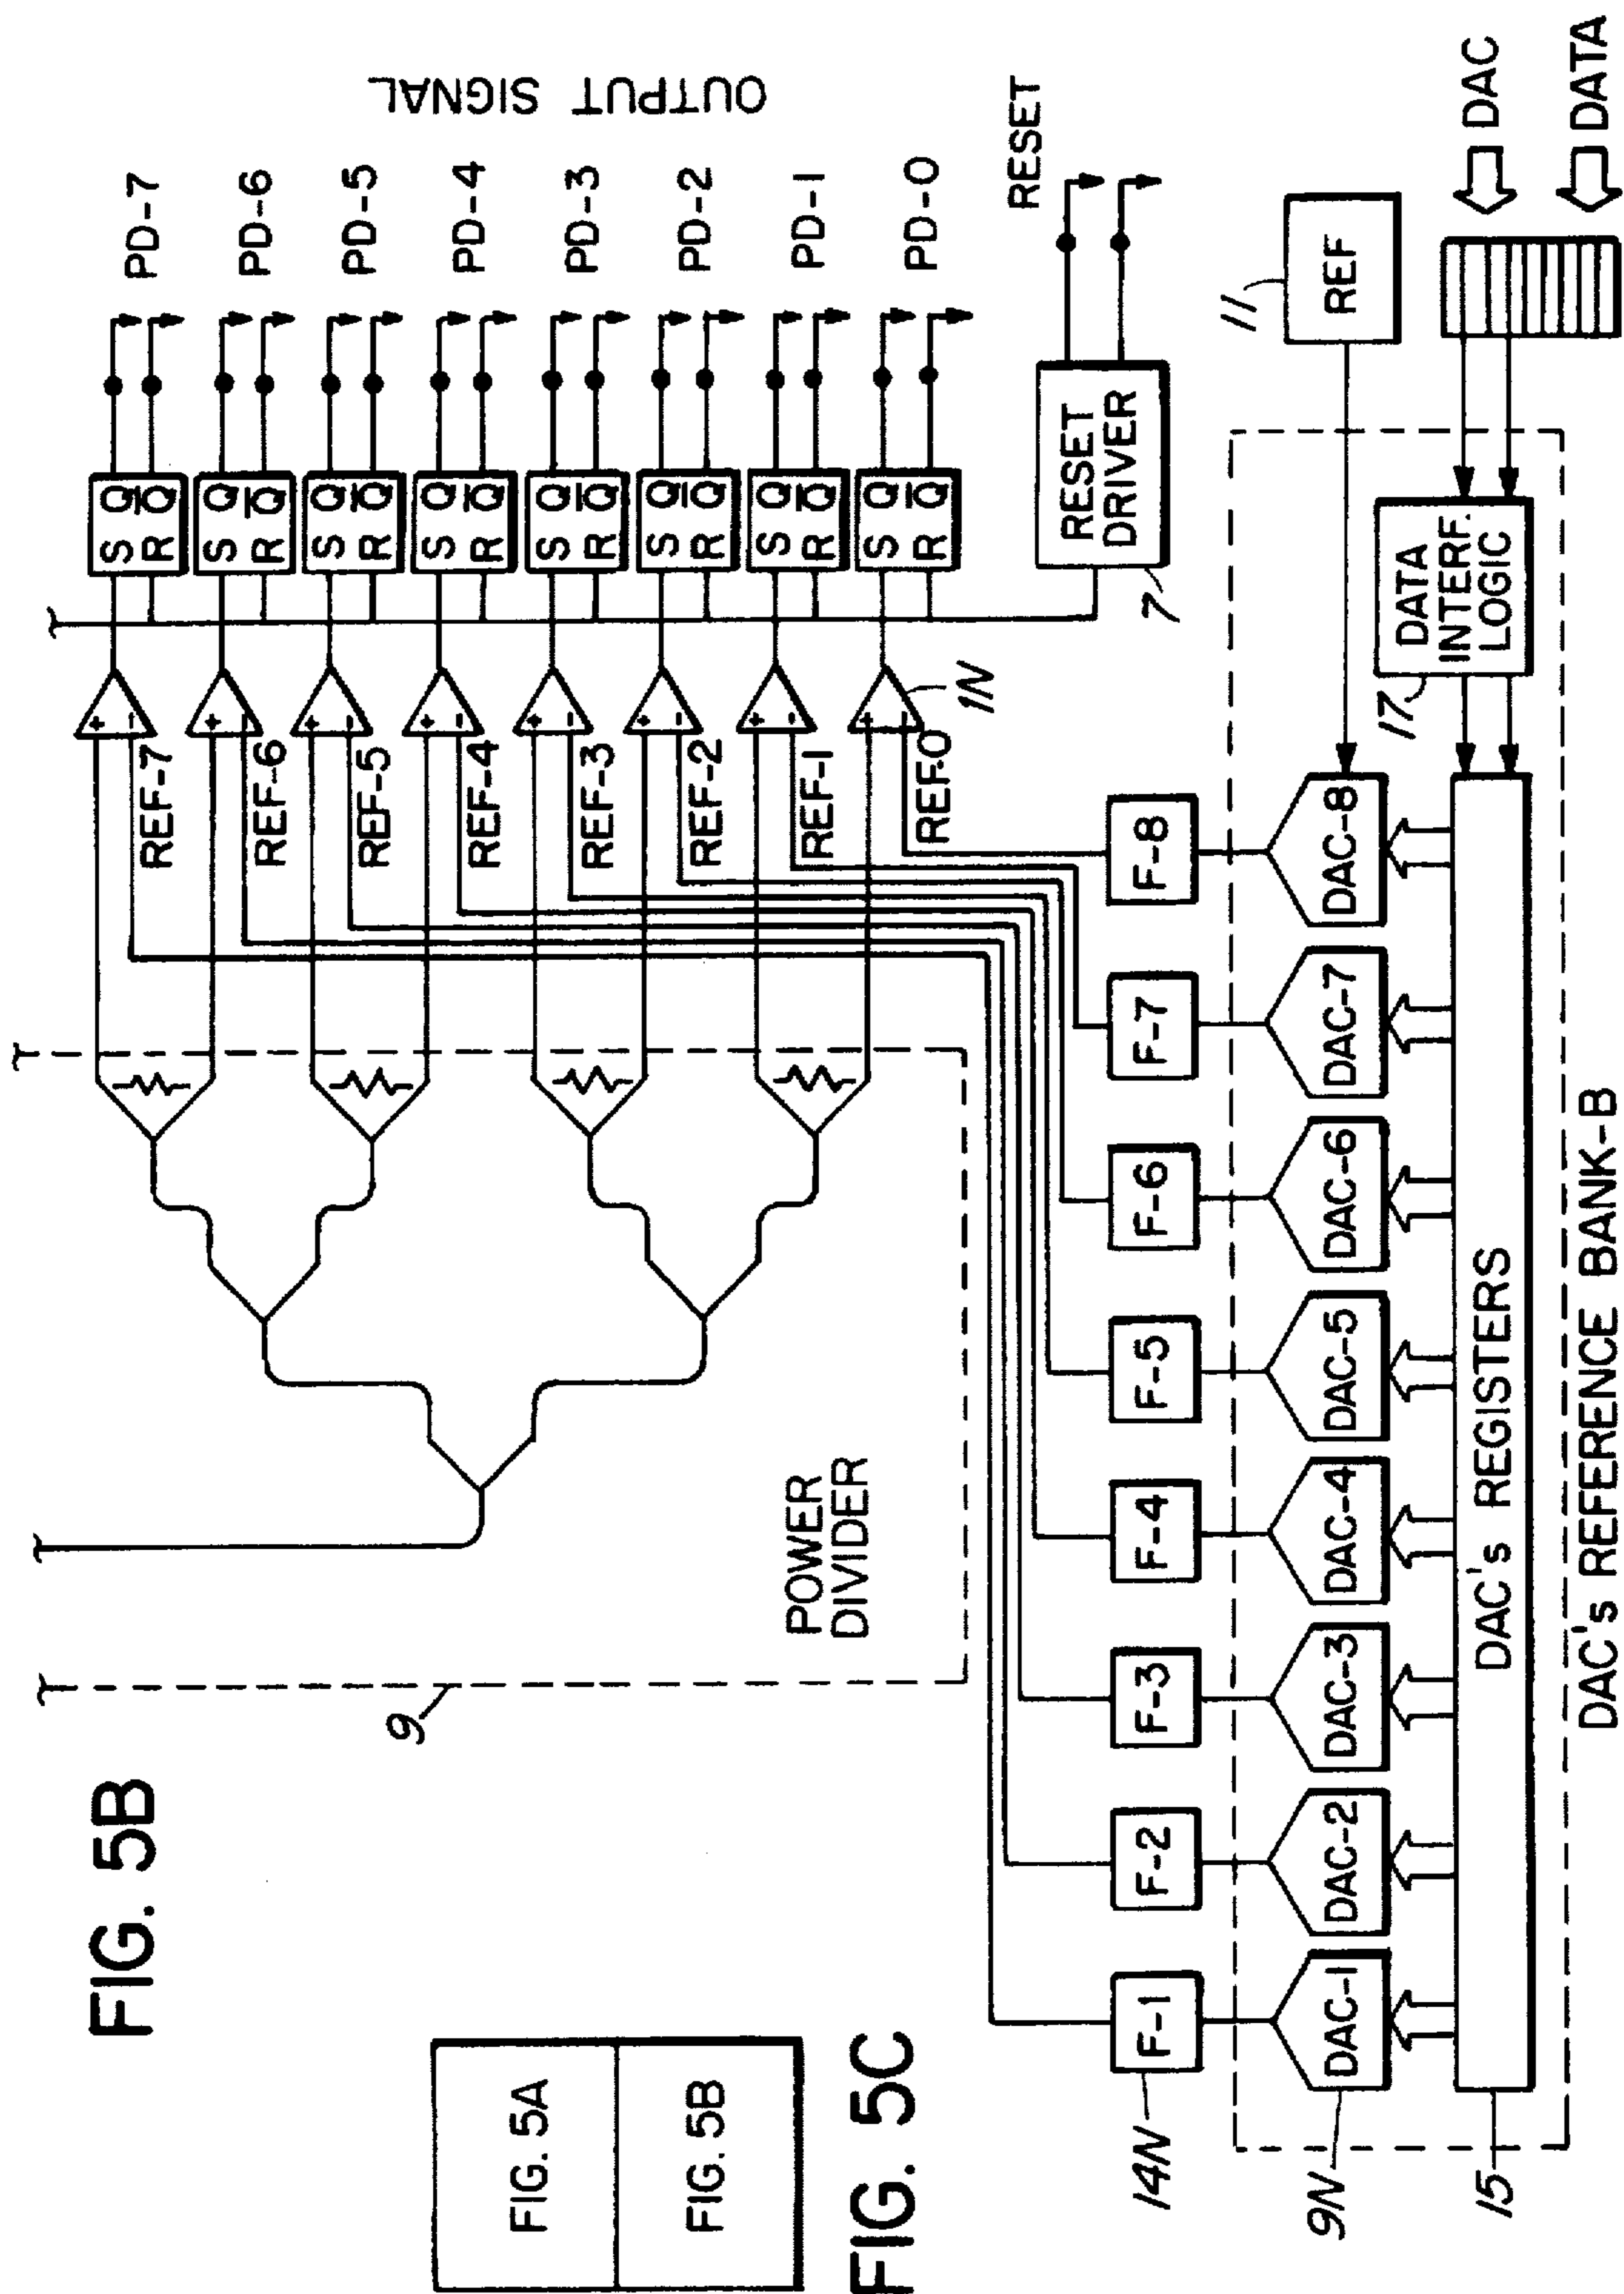 FIG. 5B
9
POWER
DIVIDER
REF-7
REF-6
REF-5
REF-4
REF-3
REF-2
REF-1
REF-0
+ -
+ -
+ -
+ -
+ -
+ -
+ -
+ -
1N
S Q
R Q̅
S Q
R Q̅
S Q
R Q̅
S Q
R Q̅
S Q
R Q̅
S Q
R Q̅
S Q
R Q̅
S Q
R Q̅
PD-7
PD-6
PD-5
PD-4
PD-3
PD-2
PD-1
PD-0
OUTPUT SIGNAL
RESET
DRIVER
7
RESET
14N
F-1
F-2
F-3
F-4
F-5
F-6
F-7
F-8
9N
DAC-1
DAC-2
DAC-3
DAC-4
DAC-5
DAC-6
DAC-7
DAC-8
11
REF
15
DAC's REGISTERS
17
DATA
INTERF.
LOGIC
DAC
DATA
DAC's REFERENCE BANK-B
FIG. 5A
FIG. 5B
FIG. 5C